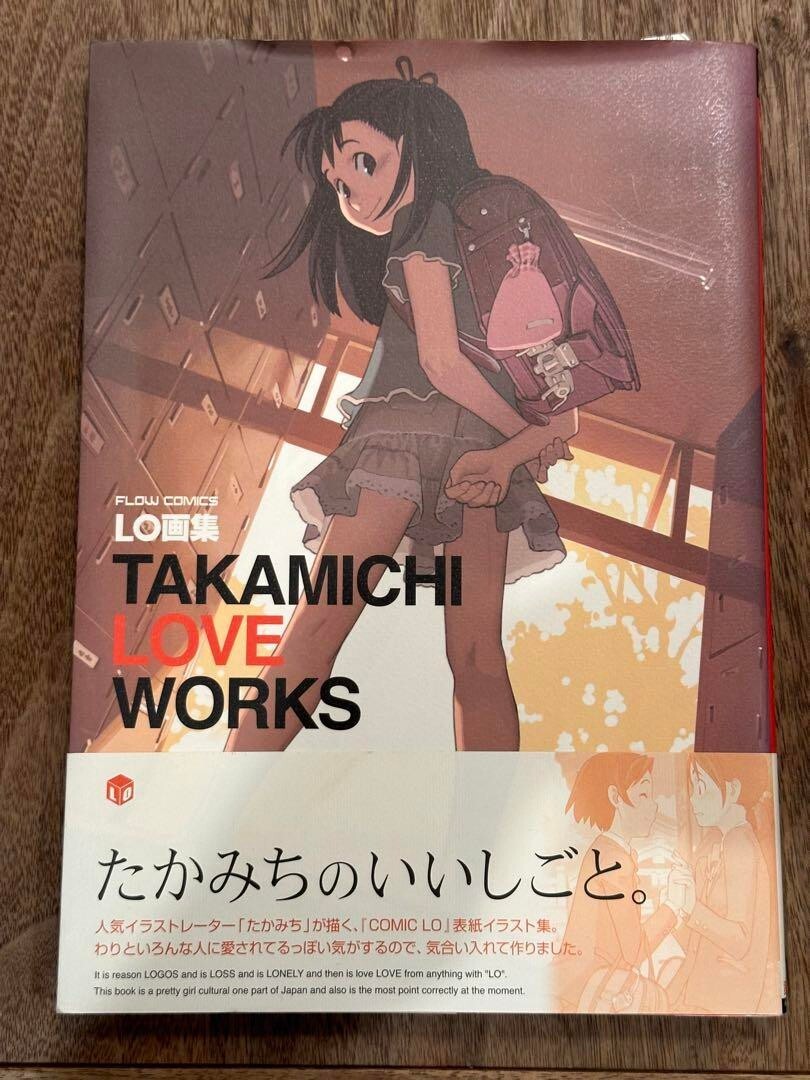 FLOW COMICS
LO画集
TAKAMICHI
LOVE
WORKS
LO
たかみちのいいしごと。
人気イラストレーター「たかみち」が描く、『COMIC LO』表紙イラスト集。
わりといろんな人に愛されてるっぽい気がするので、気合い入れて作りました。
It is reason LOGOS and is LOSS and is LONELY and then is love LOVE from anything with "LO".
This book is a pretty girl cultural one part of Japan and also is the most point correctly at the moment.